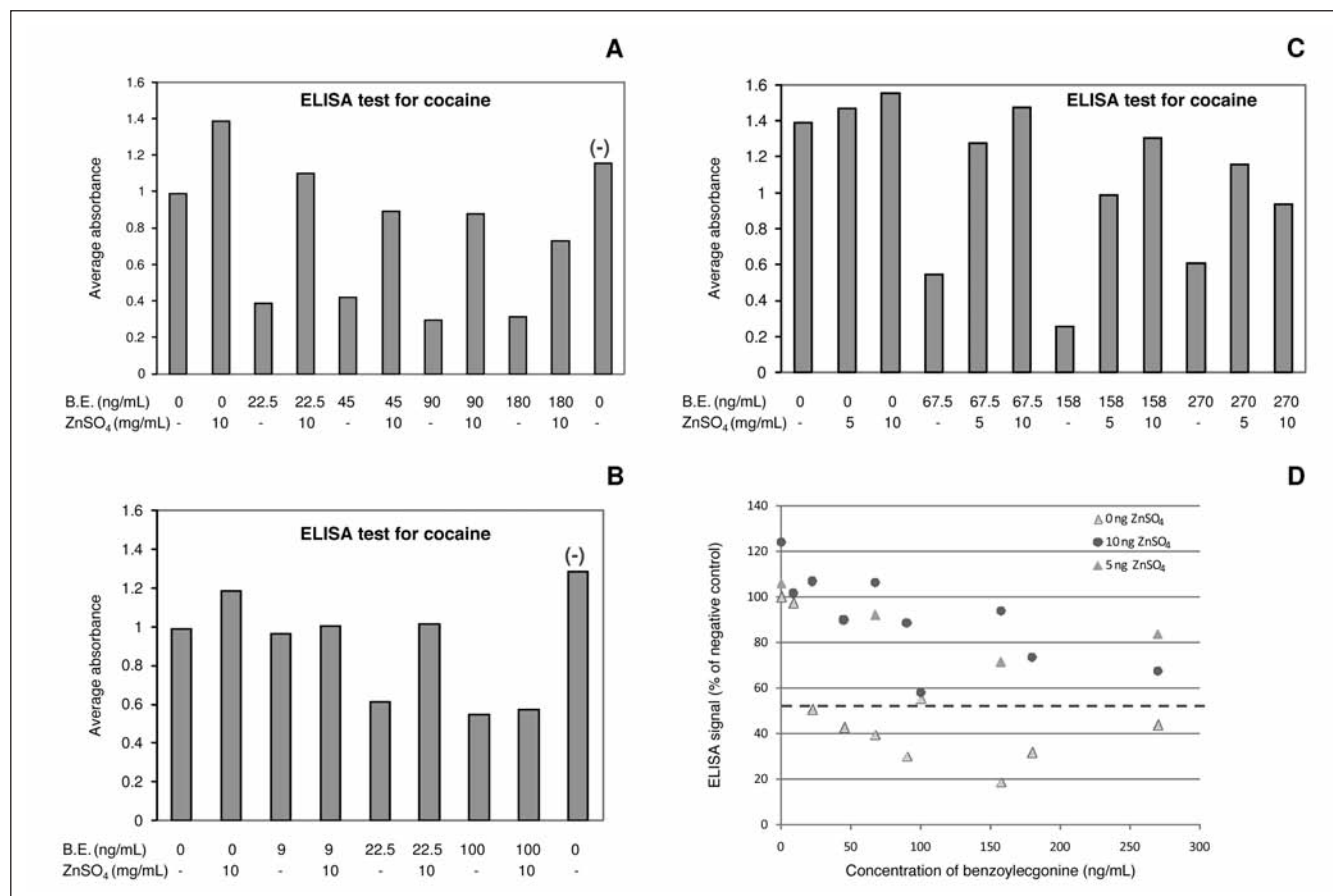 A
ELISA test for cocaine
(-)
Average absorbance
1.6
1.4
1.2
1
0.8
0.6
0.4
0.2
0
B.E. (ng/mL) 0 0 22.5 22.5 45 45 90 90 180 180 0
ZnSO4 (mg/mL) - 10 - 10 - 10 - 10 - 10 -
C
ELISA test for cocaine
Average absorbance
1.6
1.4
1.2
1
0.8
0.6
0.4
0.2
0
B.E. (ng/mL) 0 0 0 67.5 67.5 67.5 158 158 158 270 270 270
ZnSO4 (mg/mL) - 5 10 - 5 10 - 5 10 - 5 10
B
ELISA test for cocaine
(-)
Average absorbance
1.6
1.4
1.2
1
0.8
0.6
0.4
0.2
0
B.E. (ng/mL) 0 0 9 9 22.5 22.5 100 100 0
ZnSO4 (mg/mL) - 10 - 10 - 10 - 10 -
D
ELISA signal (% of negative control)
140
120
100
80
60
40
20
0
0 ng ZnSO4
10 ng ZnSO4
5 ng ZnSO4
0 50 100 150 200 250 300
Concentration of benzoylecgonine (ng/mL)